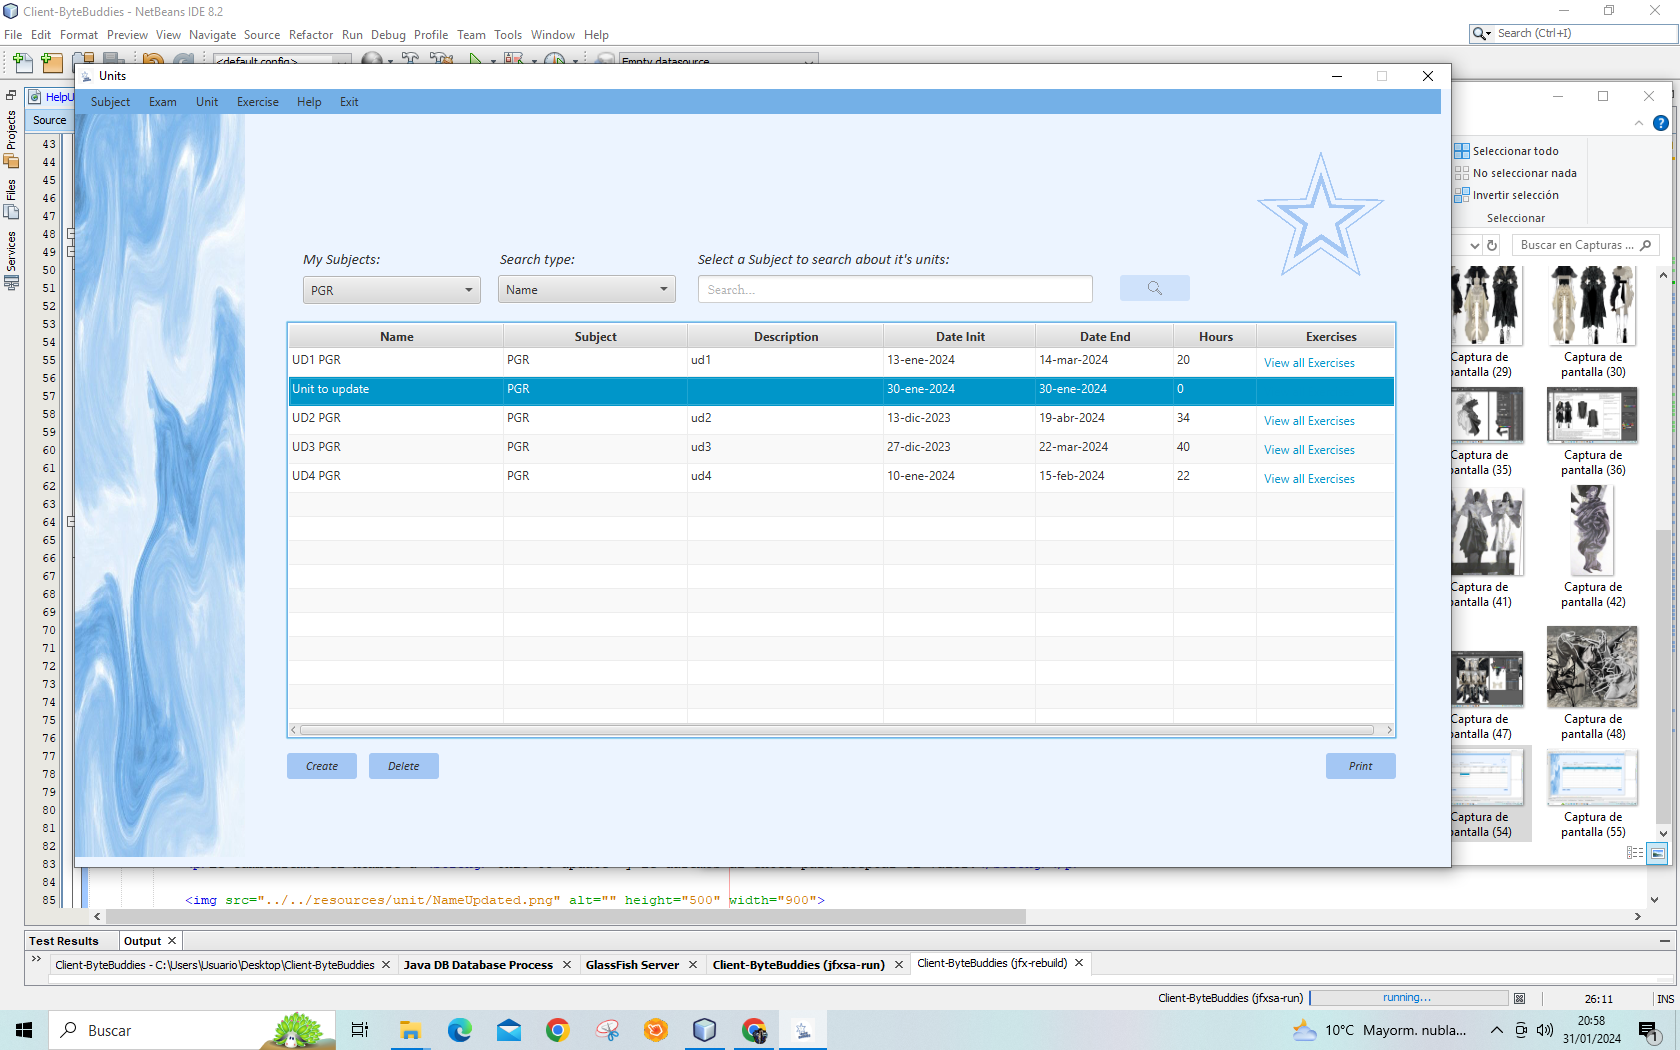 Client-ByteBuddies - NetBeans IDE 8.2
File Edit Format Preview View Navigate Source Refactor Run Debug Profile Team Tools Window Help
Search (Ctrl+I)
<default config>
Empty datasource
Units
HelpU
Subject Exam Unit Exercise Help Exit
Source
Projects
Files
Services
43
44
45
46
47
48
49
50
51
52
53
54
55
56
57
58
59
60
61
62
63
64
65
66
67
68
69
70
71
72
73
74
75
76
77
78
79
80
81
82
83
84
85
Seleccionar todo
No seleccionar nada
Invertir selección
Seleccionar
Buscar en Capturas ...
My Subjects: Search type: Select a Subject to search about it's units:
PGR Name Search...
Name Subject Description Date Init Date End Hours Exercises
UD1 PGR PGR ud1 13-ene-2024 14-mar-2024 20 View all Exercises
Unit to update PGR 30-ene-2024 30-ene-2024 0
UD2 PGR PGR ud2 13-dic-2023 19-abr-2024 34 View all Exercises
UD3 PGR PGR ud3 27-dic-2023 22-mar-2024 40 View all Exercises
UD4 PGR PGR ud4 10-ene-2024 15-feb-2024 22 View all Exercises
Create Delete Print
Captura de pantalla (29)
Captura de pantalla (30)
Captura de pantalla (35)
Captura de pantalla (36)
Captura de pantalla (41)
Captura de pantalla (42)
Captura de pantalla (47)
Captura de pantalla (48)
Captura de pantalla (54)
Captura de pantalla (55)
<img src="../../resources/unit/NameUpdated.png" alt="" height="500" width="900">
Test Results Output
Client-ByteBuddies - C:\Users\Usuario\Desktop\Client-ByteBuddies Java DB Database Process GlassFish Server Client-ByteBuddies (jfxsa-run) Client-ByteBuddies (jfx-rebuild)
Client-ByteBuddies (jfxsa-run) running... 26:11 INS
Buscar
10°C Mayorm. nubla...
20:58
31/01/2024
1